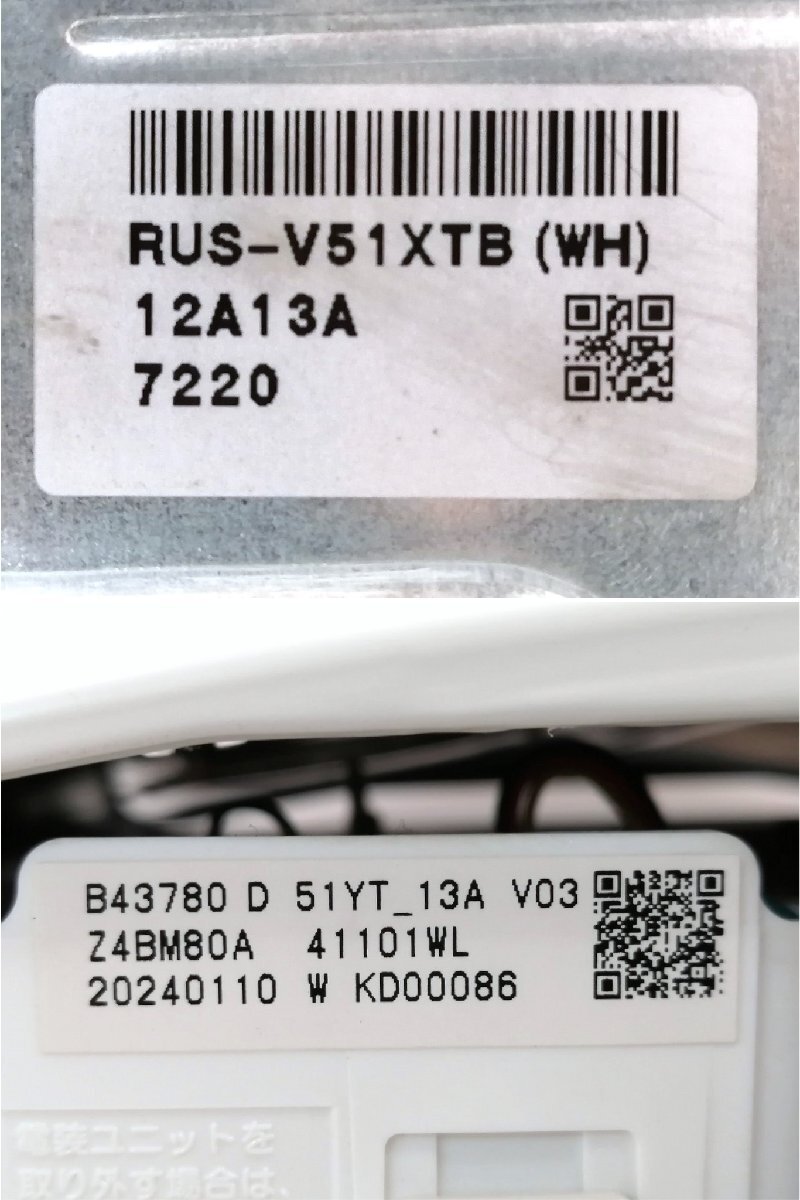 RUS-V51XTB (WH)
12A13A
7220
B43780 D 51YT_13A V03
Z4BM80A 41101WL
20240110 W KD00086
電装ユニットを
取り外す場合は、